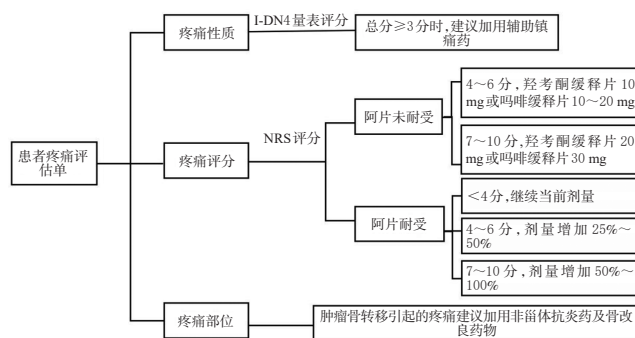 疼痛性质
I-DN4量表评分
总分≥3分时,建议加用辅助镇
痛药
患者疼痛评
估单
疼痛评分
NRS评分
阿片未耐受
4～6分,羟考酮缓释片10
mg或吗啡缓释片10～20 mg
7～10分,羟考酮缓释片20
mg或吗啡缓释片30 mg
阿片耐受
＜4分,继续当前剂量
4～6分,剂量增加25%～
50%
7～10分,剂量增加50%～
100%
疼痛部位
肿瘤骨转移引起的疼痛建议加用非甾体抗炎药及骨改
良药物